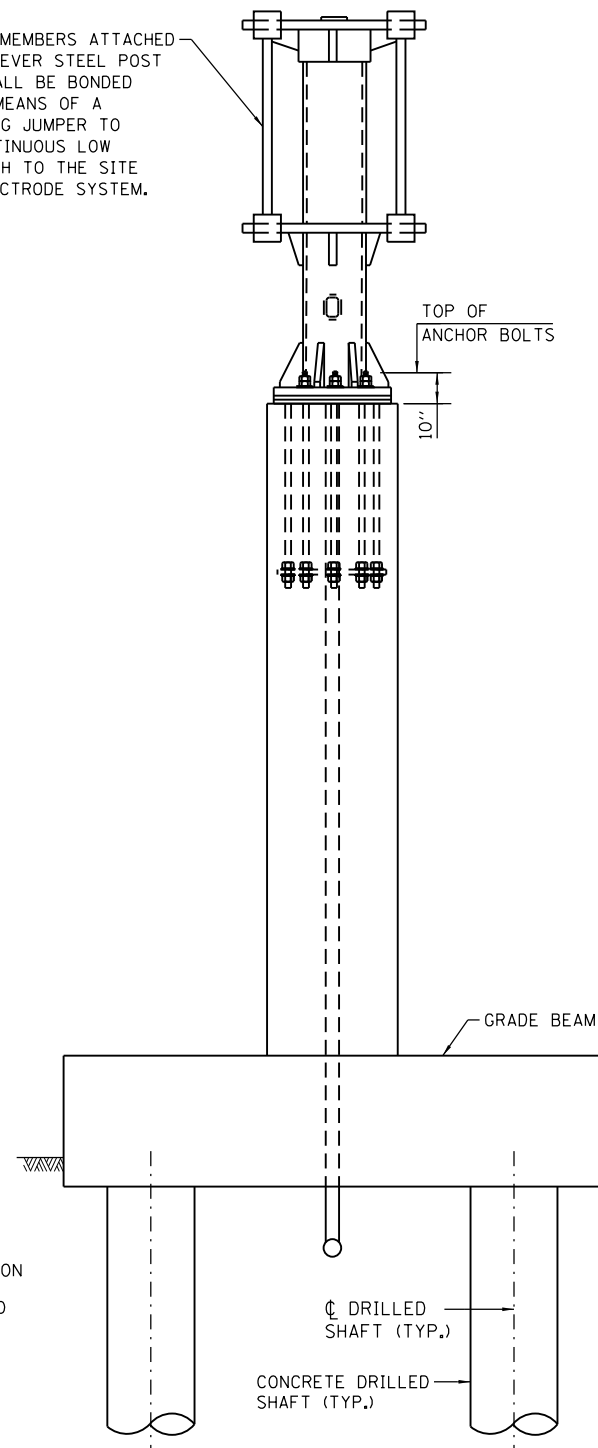 MEMBERS ATTACHED
EVER STEEL POST
ALL BE BONDED
MEANS OF A
G JUMPER TO
TINUOUS LOW
H TO THE SITE
CTRODE SYSTEM.
TOP OF
ANCHOR BOLTS
10"
GRADE BEAM
ON
℄ DRILLED
SHAFT (TYP.)
CONCRETE DRILLED
SHAFT (TYP.)